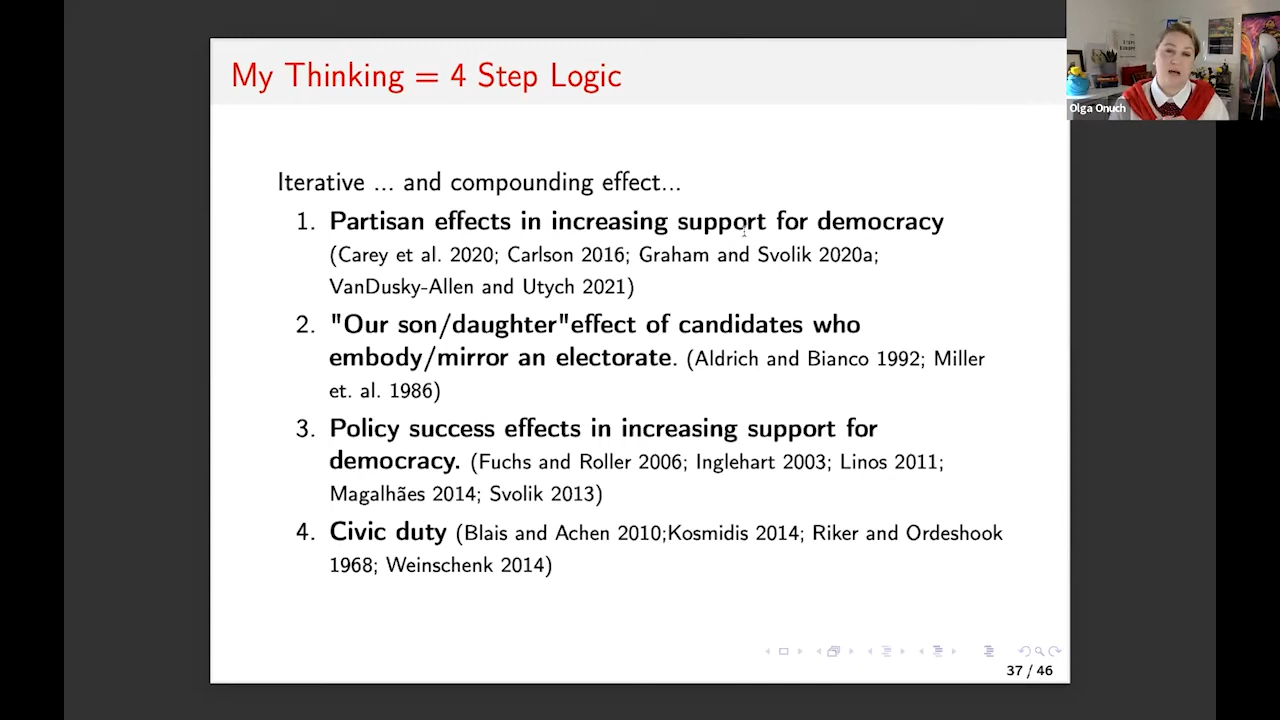 My Thinking = 4 Step Logic
Olga Onuch
Iterative ... and compounding effect...
1. Partisan effects in increasing support for democracy
(Carey et al. 2020; Carlson 2016; Graham and Svolik 2020a;
VanDusky-Allen and Utych 2021)
2. "Our son/daughter"effect of candidates who
embody/mirror an electorate. (Aldrich and Bianco 1992; Miller
et. al. 1986)
3. Policy success effects in increasing support for
democracy. (Fuchs and Roller 2006; Inglehart 2003; Linos 2011;
Magalhães 2014; Svolik 2013)
4. Civic duty (Blais and Achen 2010;Kosmidis 2014; Riker and Ordeshook
1968; Weinschenk 2014)
37 / 46